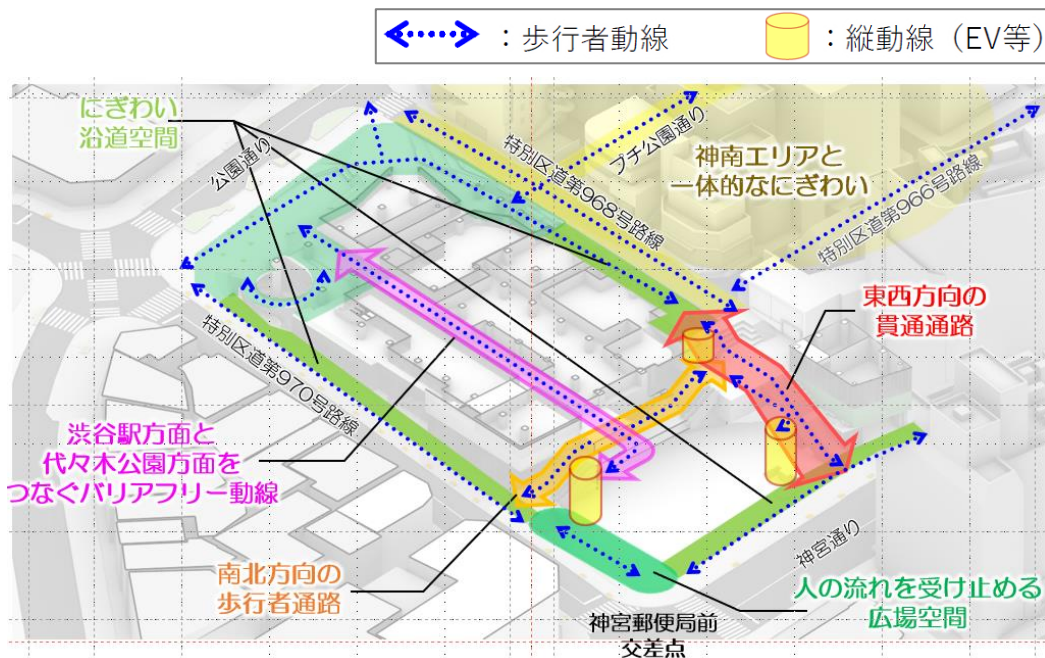 ：歩行者動線
：縦動線（EV等）
にぎわい
沿道空間
公園通り
特別区道第968号路線
プチ公園通り
神南エリアと
一体的なにぎわい
特別区道第966号路線
東西方向の
貫通通路
特別区道第970号路線
渋谷駅方面と
代々木公園方面を
つなぐバリアフリー動線
南北方向の
歩行者通路
神宮通り
神宮郵便局前
交差点
人の流れを受け止める
広場空間